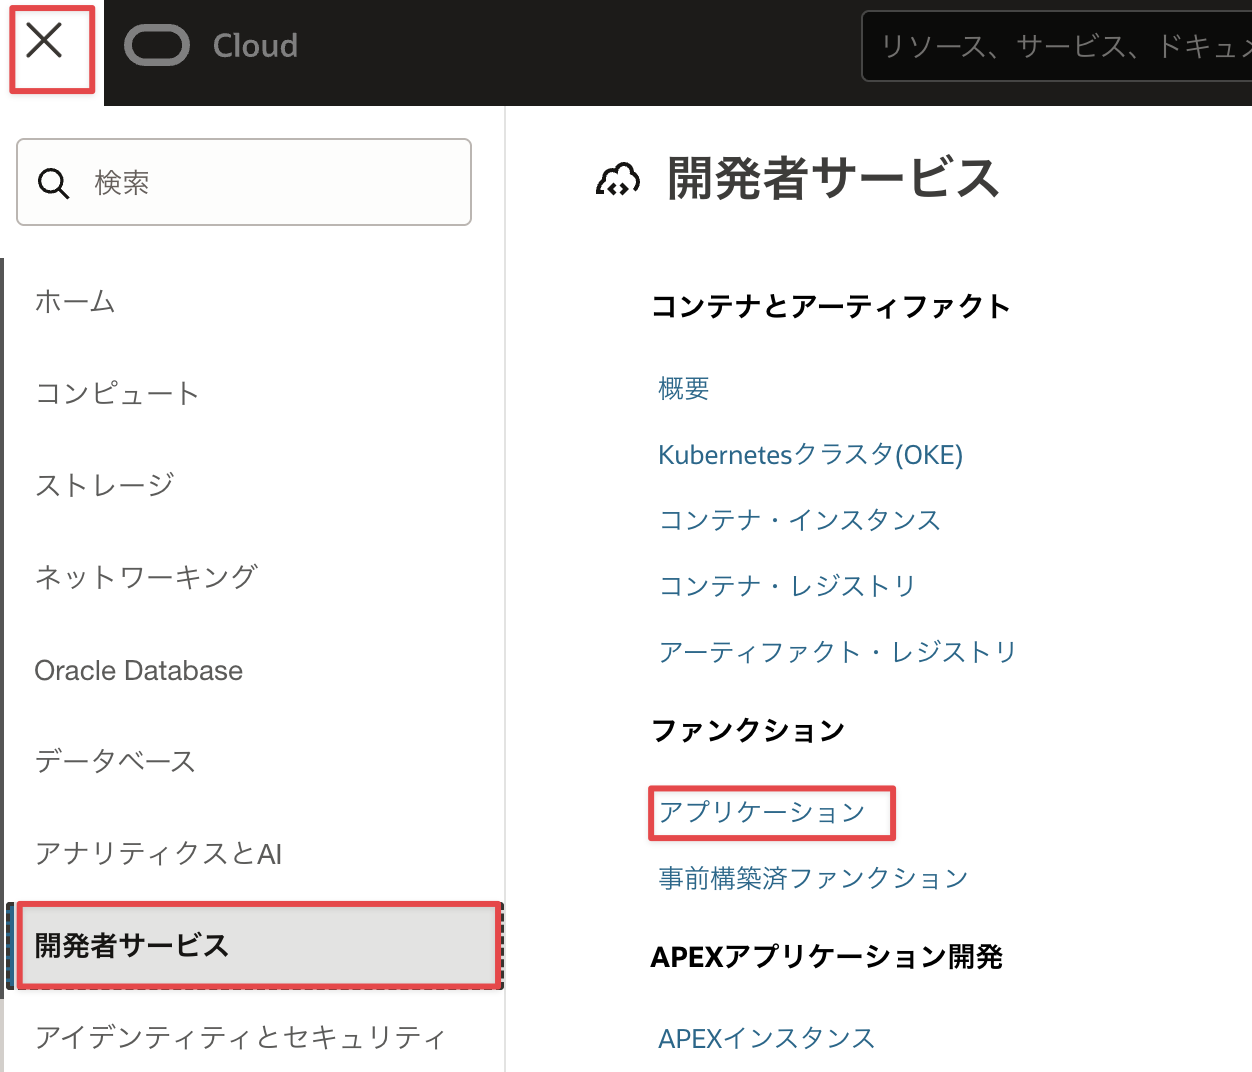 Cloud
リソース、サービス、ドキュメ
検索
ホーム
コンピュート
ストレージ
ネットワーキング
Oracle Database
データベース
アナリティクスとAI
開発者サービス
アイデンティティとセキュリティ
開発者サービス
コンテナとアーティファクト
概要
Kubernetesクラスタ(OKE)
コンテナ・インスタンス
コンテナ・レジストリ
アーティファクト・レジストリ
ファンクション
アプリケーション
事前構築済ファンクション
APEXアプリケーション開発
APEXインスタンス